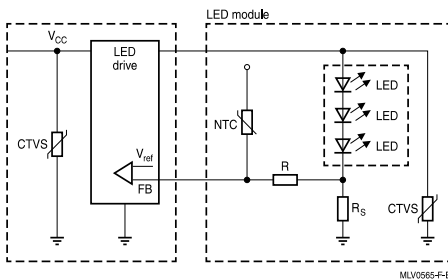 LED module
V_CC
LED
drive
LED
CTVS
NTC
LED
V_ref
LED
FB
R
R_S
CTVS
MLV0565-F-E